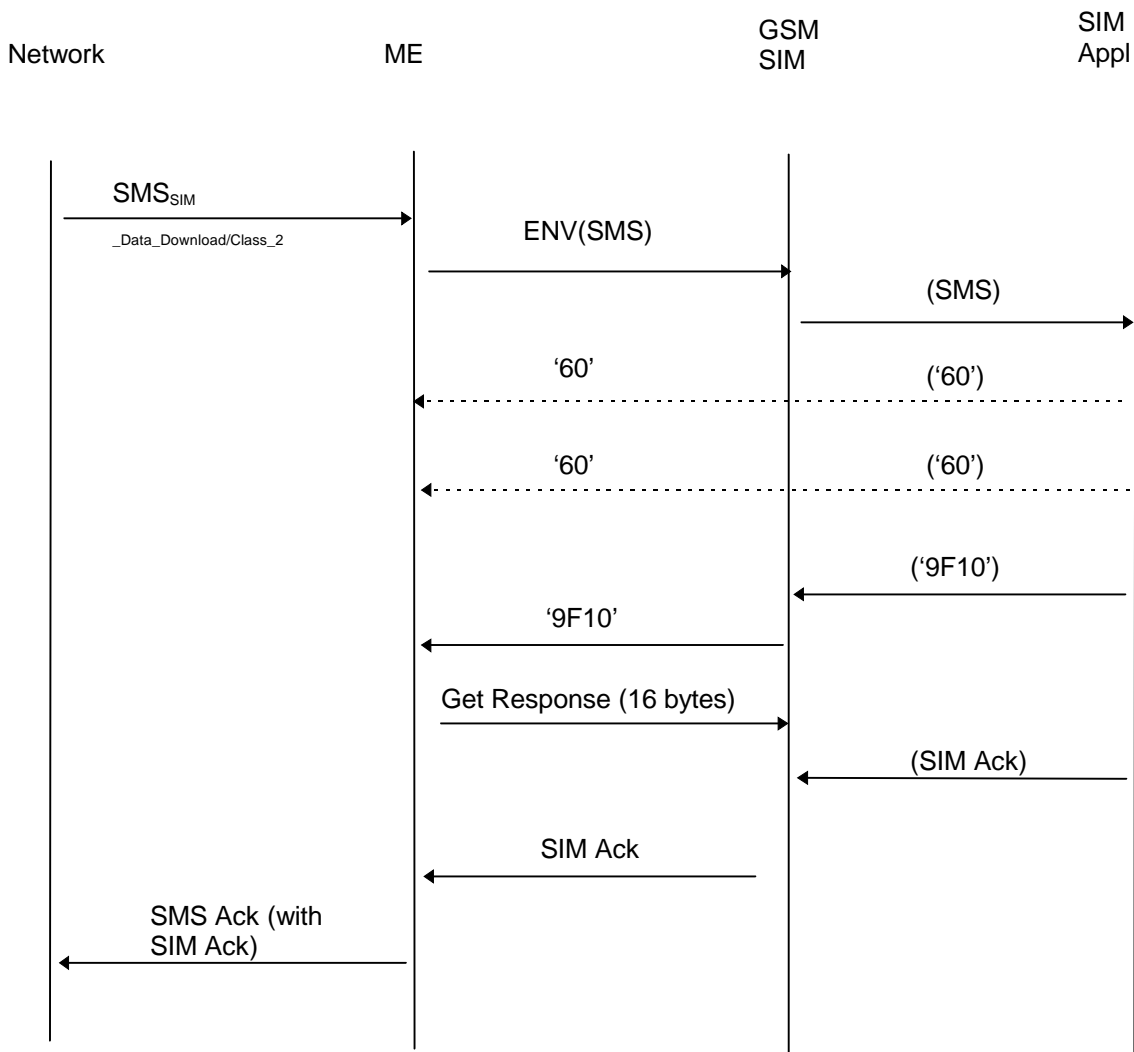 Network
ME
GSM
SIM
SIM
Appl
SMSSIM
_Data_Download/Class_2
ENV(SMS)
(SMS)
‘60’
(‘60’)
‘60’
(‘60’)
(‘9F10’)
‘9F10’
Get Response (16 bytes)
(SIM Ack)
SIM Ack
SMS Ack (with
SIM Ack)